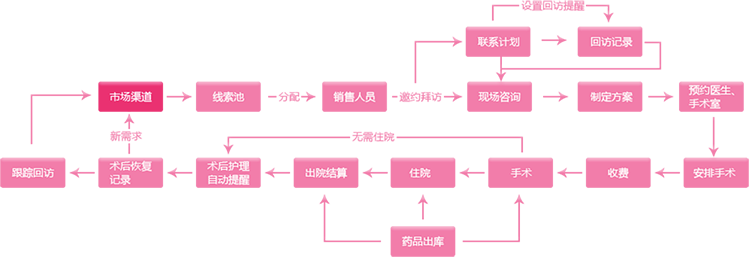 设置回访提醒
联系计划
回访记录
市场渠道
线索池
分配
销售人员
邀约拜访
现场咨询
制定方案
预约医生、
手术室
新需求
无需住院
跟踪回访
术后恢复
记录
术后护理
自动提醒
出院结算
住院
手术
收费
安排手术
药品出库